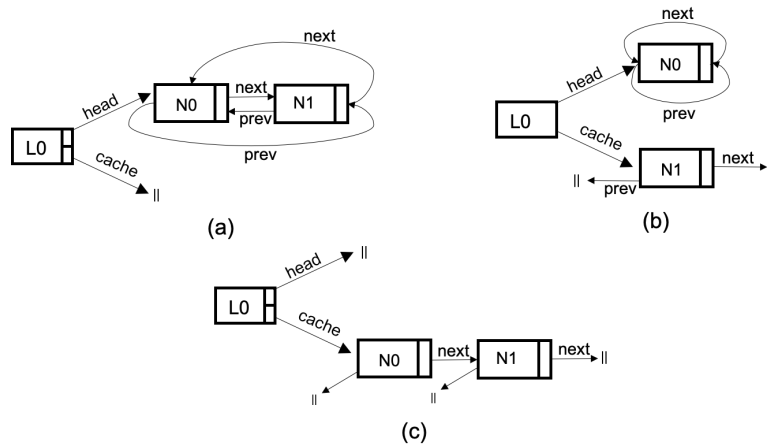 next
head
N0
next
N1
prev
prev
L0
cache
||
(a)
next
N0
head
prev
L0
cache
N1
next
||
prev
(b)
head
||
L0
cache
N0
next
N1
next
||
||
||
(c)